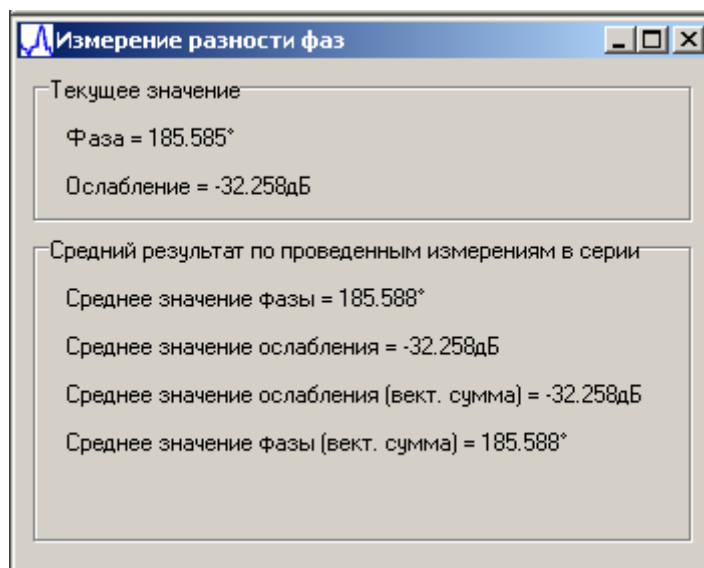 Измерение разности фаз
Текущее значение
Фаза = 185.585°
Ослабление = -32.258дБ
Средний результат по проведенным измерениям в серии
Среднее значение фазы = 185.588°
Среднее значение ослабления = -32.258дБ
Среднее значение ослабления (вект. сумма) = -32.258дБ
Среднее значение фазы (вект. сумма) = 185.588°